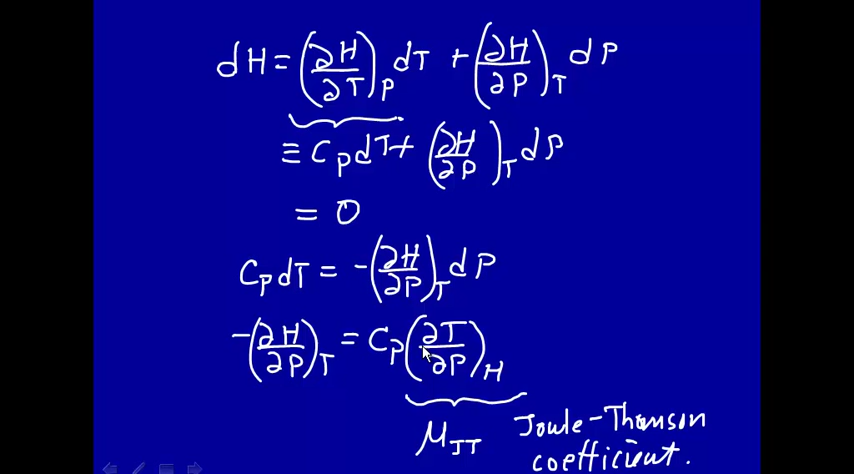 dH = (∂H/∂T)_P dT + (∂H/∂P)_T dP
≡ C_P dT + (∂H/∂P)_T dP
= 0
C_P dT = -(∂H/∂P)_T dP
-(∂H/∂P)_T = C_P (∂T/∂P)_H
μ_JT Joule-Thomson
coefficient.